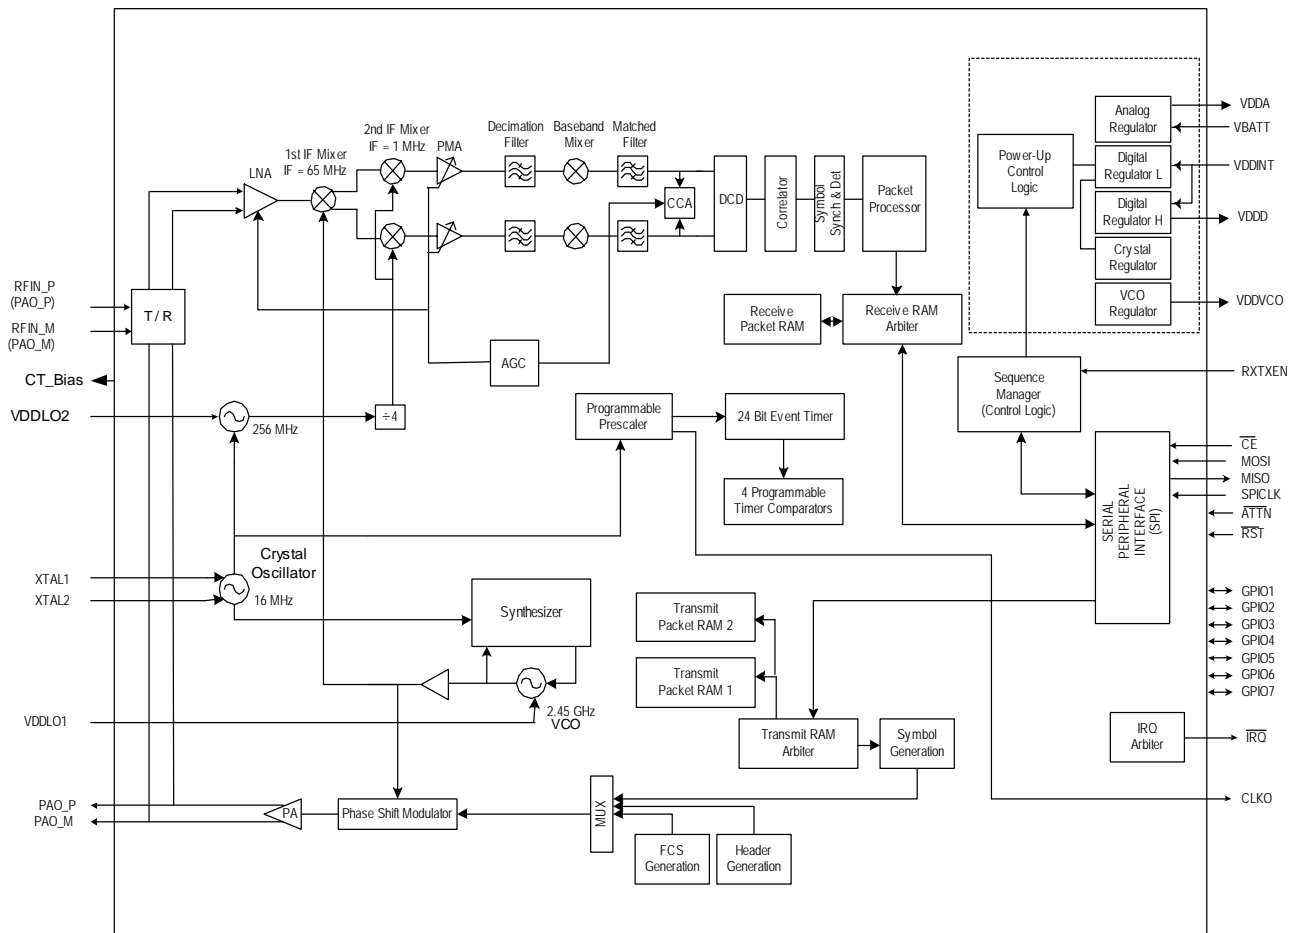 2nd IF Mixer
IF = 1 MHz
PMA
Decimation
Filter
Baseband
Mixer
Matched
Filter
1st IF Mixer
IF = 65 MHz
LNA
CCA
DCD
Correlator
Symbol
Synch & Det
Packet
Processor
Power-Up
Control
Logic
Analog
Regulator
Digital
Regulator L
Digital
Regulator H
Crystal
Regulator
VCO
Regulator
VDDA
VBATT
VDDINT
VDDD
VDDVCO
RFIN_P
(PAO_P)
RFIN_M
(PAO_M)
T / R
CT_Bias
VDDLO2
256 MHz
÷4
AGC
Receive
Packet RAM
Receive RAM
Arbiter
Sequence
Manager
(Control Logic)
RXTXEN
Programmable
Prescaler
24 Bit Event Timer
4 Programmable
Timer Comparators
SERIAL
PERIPHERAL
INTERFACE
(SPI)
CE
MOSI
MISO
SPICLK
ATTN
RST
XTAL1
XTAL2
Crystal
Oscillator
16 MHz
Synthesizer
2.45 GHz
VCO
VDDLO1
Transmit
Packet RAM 2
Transmit
Packet RAM 1
Transmit RAM
Arbiter
Symbol
Generation
GPIO1
GPIO2
GPIO3
GPIO4
GPIO5
GPIO6
GPIO7
IRQ
Arbiter
IRQ
CLKO
PAO_P
PAO_M
PA
Phase Shift Modulator
MUX
FCS
Generation
Header
Generation